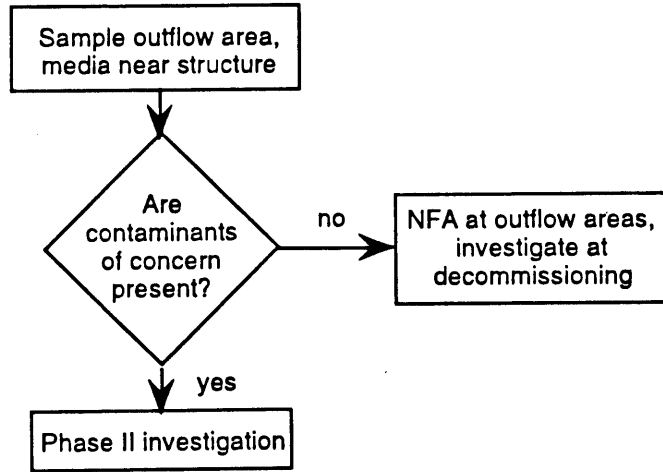 Sample outflow area,
media near structure
Are
contaminants
of concern
present?
no
NFA at outflow areas,
investigate at
decommissioning
yes
Phase II investigation